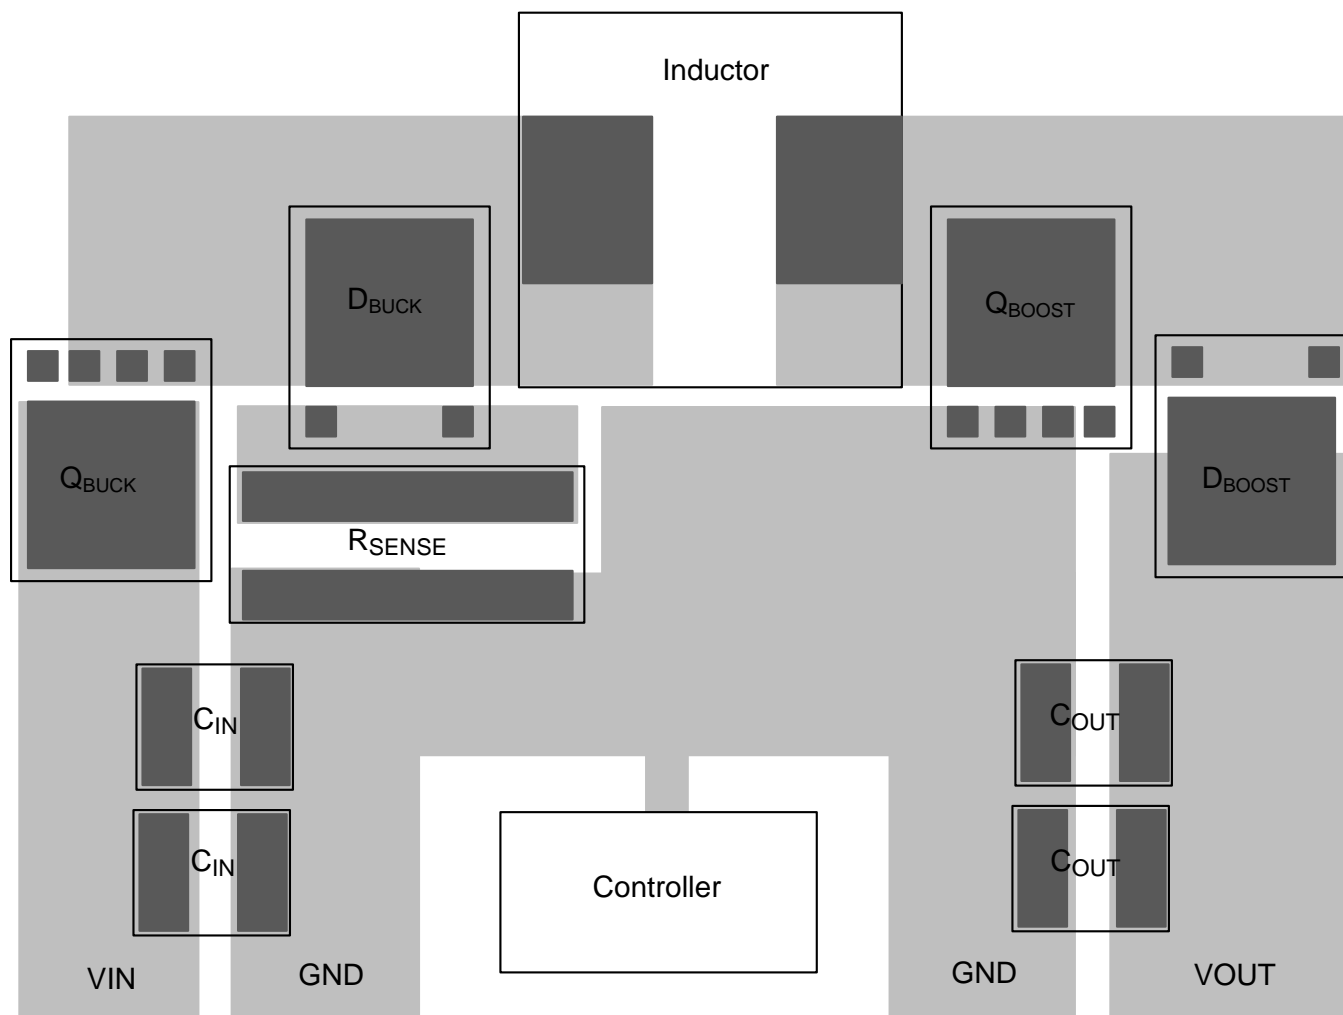 Inductor
DBUCK
QBOOST
QBUCK
DBOOST
RSENSE
CIN
COUT
CIN
COUT
Controller
VIN
GND
GND
VOUT